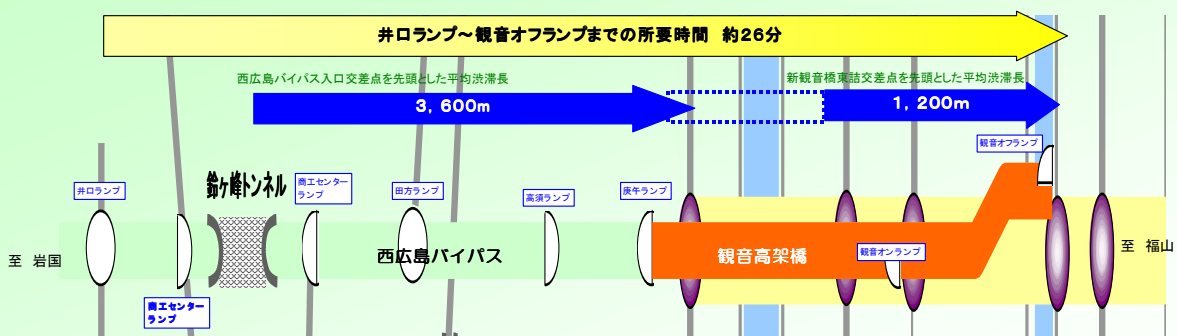 井口ランプ～観音オフランプまでの所要時間　約２６分
西広島バイパス入口交差点を先頭とした平均渋滞長
新観音橋東詰交差点を先頭とした平均渋滞長
３，６００ｍ
１，２００ｍ
観音オフランプ
鈴ヶ峰トンネル
井口ランプ
商工センター
ランプ
田方ランプ
高須ランプ
庚午ランプ
西広島バイパス
観音高架橋
観音オンランプ
至　岩国
至　福山
商工センター
ランプ